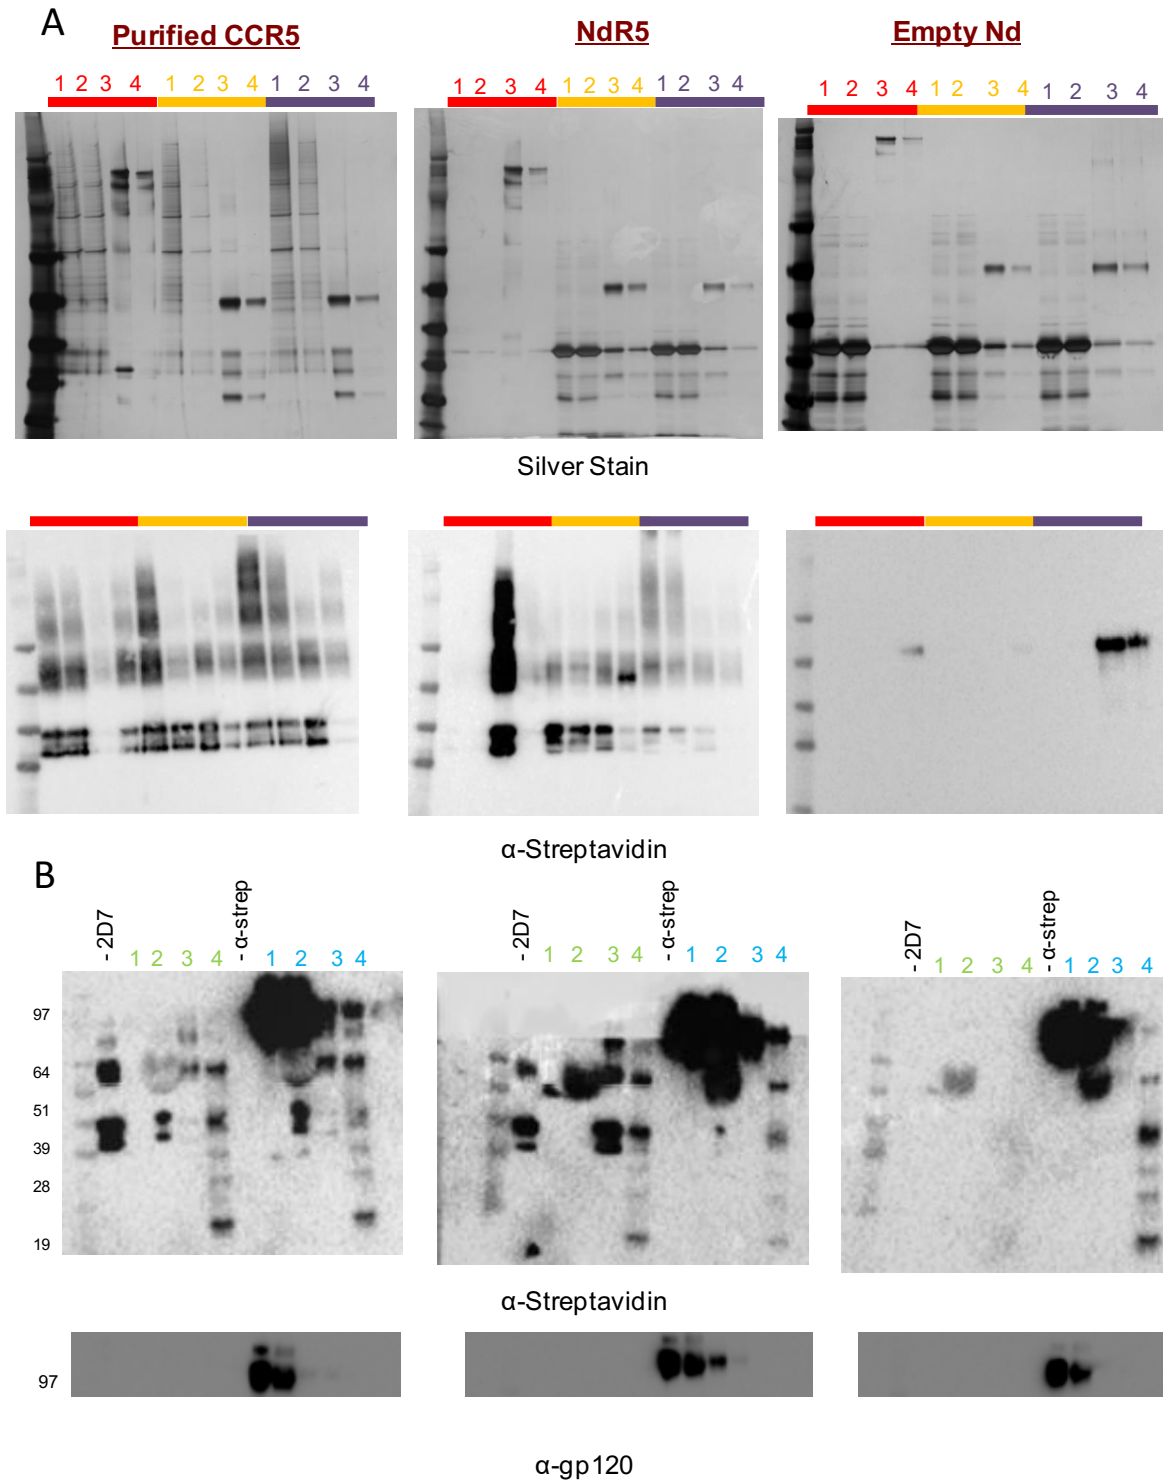 A
Purified CCR5
NdR5
Empty Nd
1 2 3 4 1 2 3 4 1 2 3 4
1 2 3 4 1 2 3 4 1 2 3 4
1 2 3 4 1 2 3 4 1 2 3 4
Silver Stain
α-Streptavidin
B
- 2D7 1 2 3 4 - α-strep 1 2 3 4
- 2D7 1 2 3 4 - α-strep 1 2 3 4
- 2D7 1 2 3 4 - α-strep 1 2 3 4
97
64
51
39
28
19
α-Streptavidin
97
α-gp120